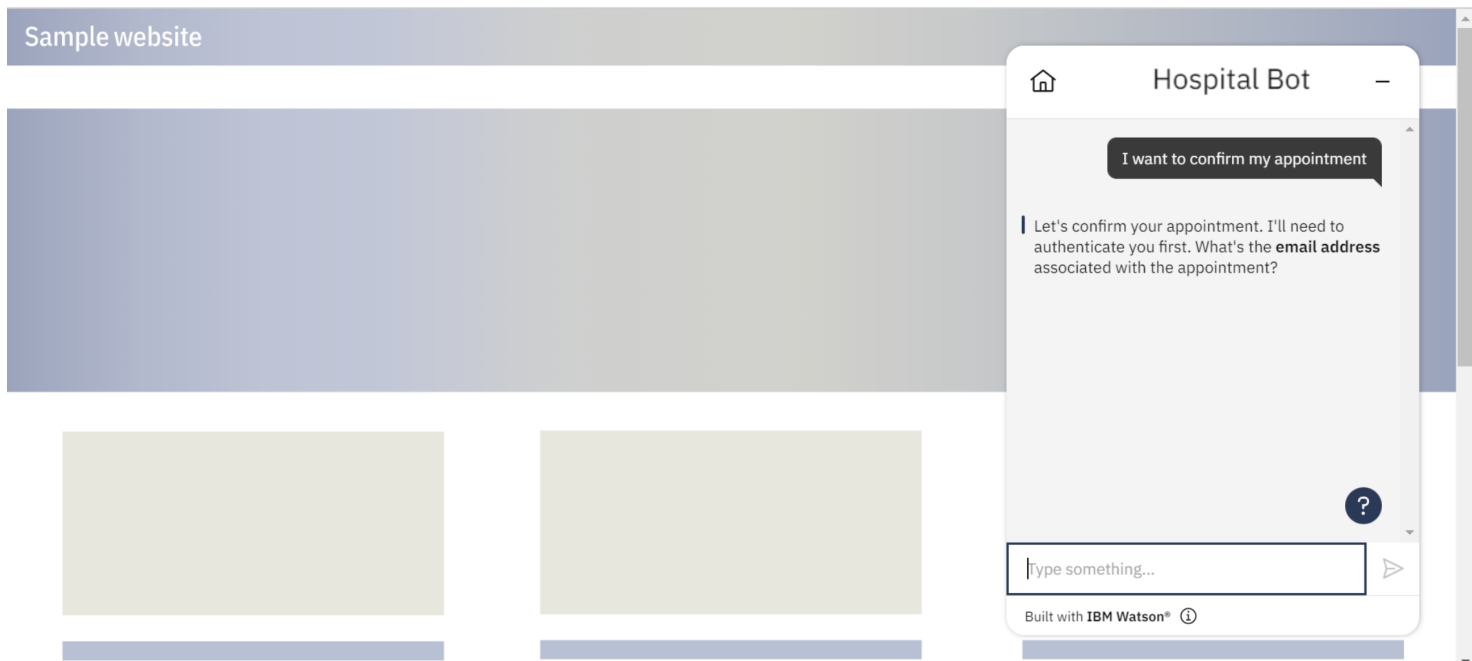 Sample website
Hospital Bot
I want to confirm my appointment
Let's confirm your appointment. I'll need to
authenticate you first. What's the email address
associated with the appointment?
?
Type something...
Built with IBM Watson®